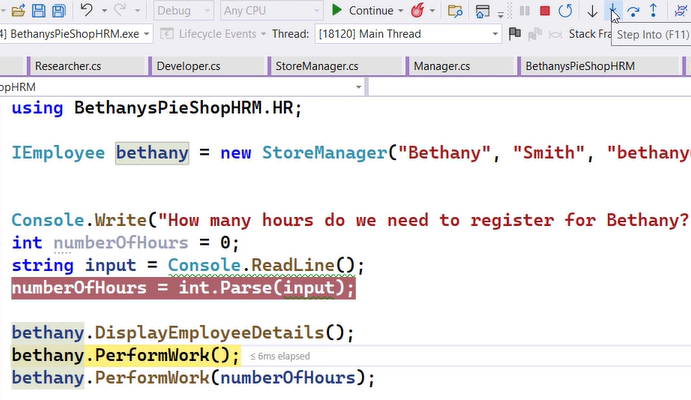 Debug Any CPU Continue
4] BethanysPieShopHRM.exe Lifecycle Events Thread: [18120] Main Thread Stack Fra
Step Into (F11)
Researcher.cs Developer.cs StoreManager.cs Manager.cs BethanysPieShopHRM
opHRM
using BethanysPieShopHRM.HR;
IEmployee bethany = new StoreManager("Bethany", "Smith", "bethany
Console.Write("How many hours do we need to register for Bethany?
int numberOfHours = 0;
string input = Console.ReadLine();
numberOfHours = int.Parse(input);
bethany.DisplayEmployeeDetails();
bethany.PerformWork(); ≤ 6ms elapsed
bethany.PerformWork(numberOfHours);